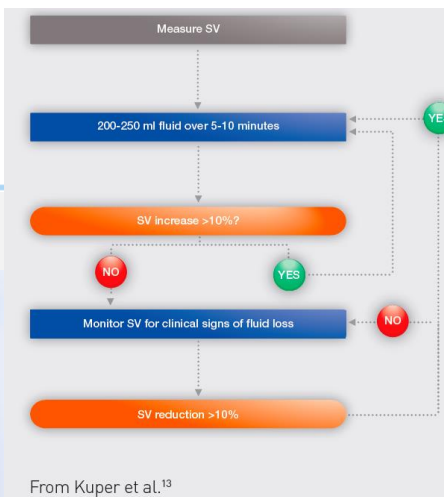 Measure SV
200-250 ml fluid over 5-10 minutes
YE
SV increase >10%?
NO
YES
Monitor SV for clinical signs of fluid loss
NO
SV reduction >10%
From Kuper et al.¹³